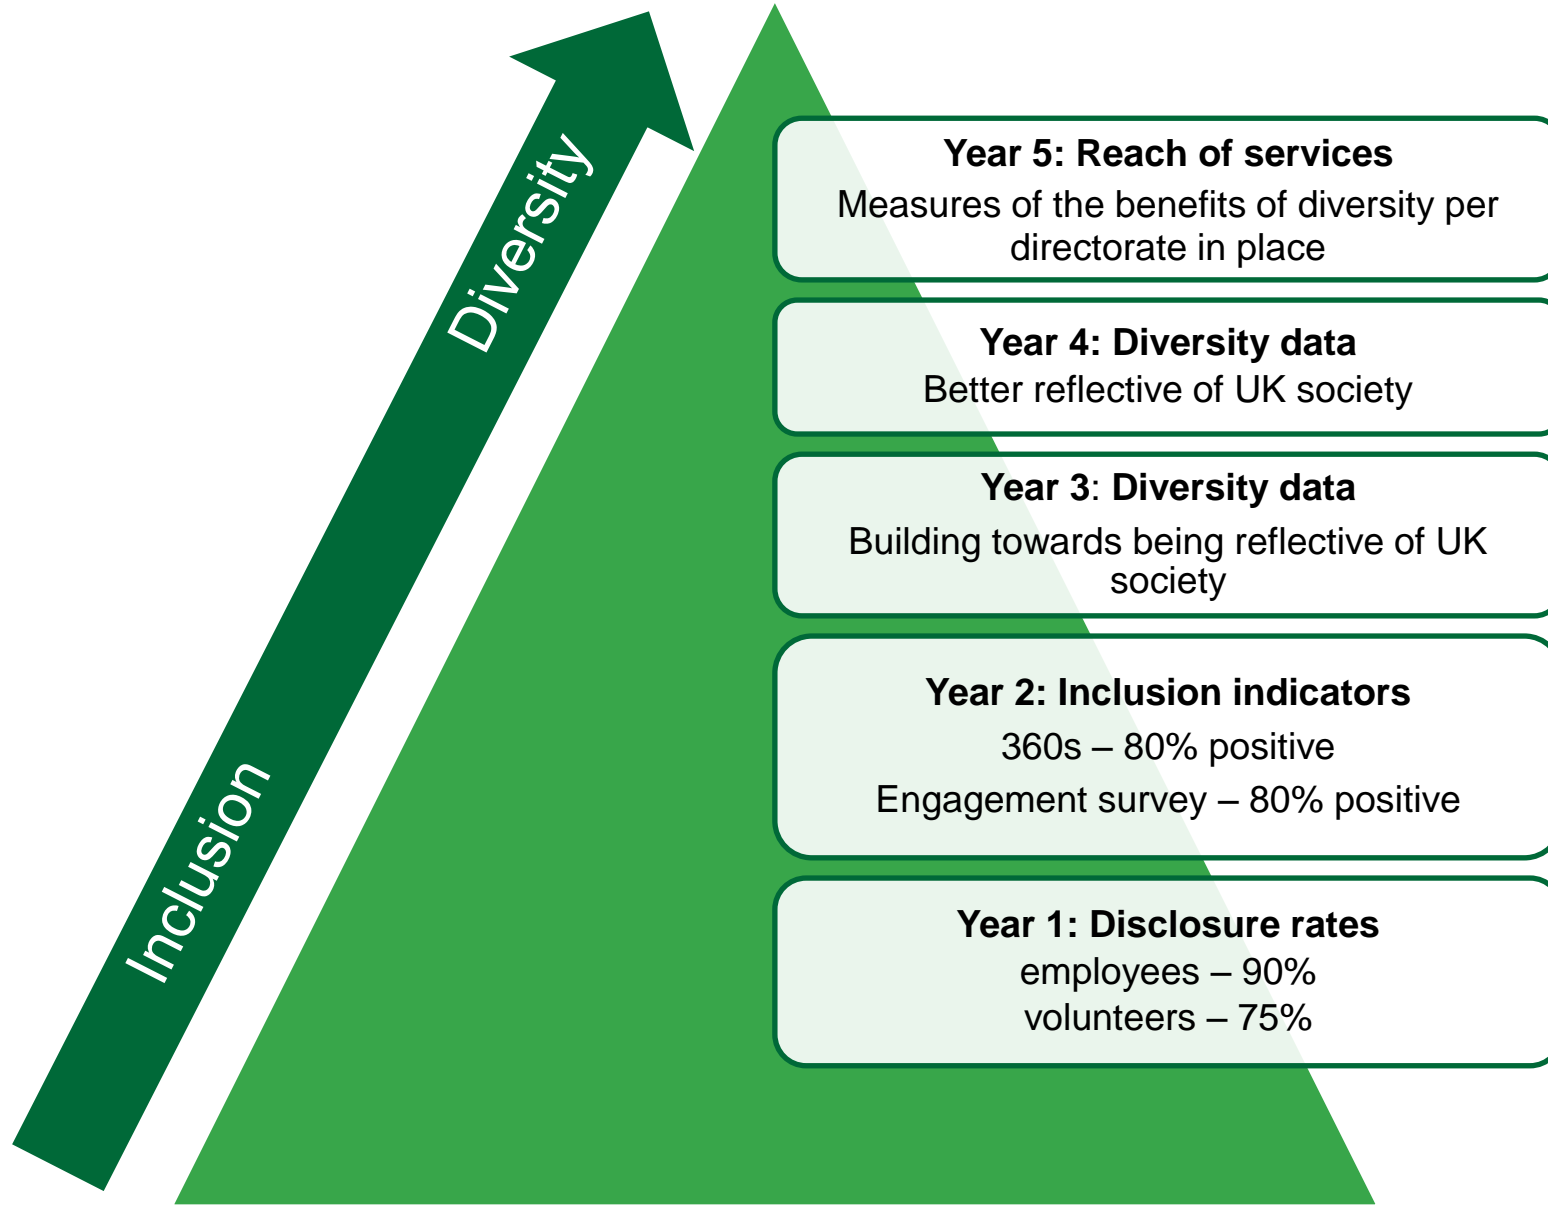 Diversity
Inclusion
Year 5: Reach of services
Measures of the benefits of diversity per
directorate in place
Year 4: Diversity data
Better reflective of UK society
Year 3: Diversity data
Building towards being reflective of UK
society
Year 2: Inclusion indicators
360s – 80% positive
Engagement survey – 80% positive
Year 1: Disclosure rates
employees – 90%
volunteers – 75%